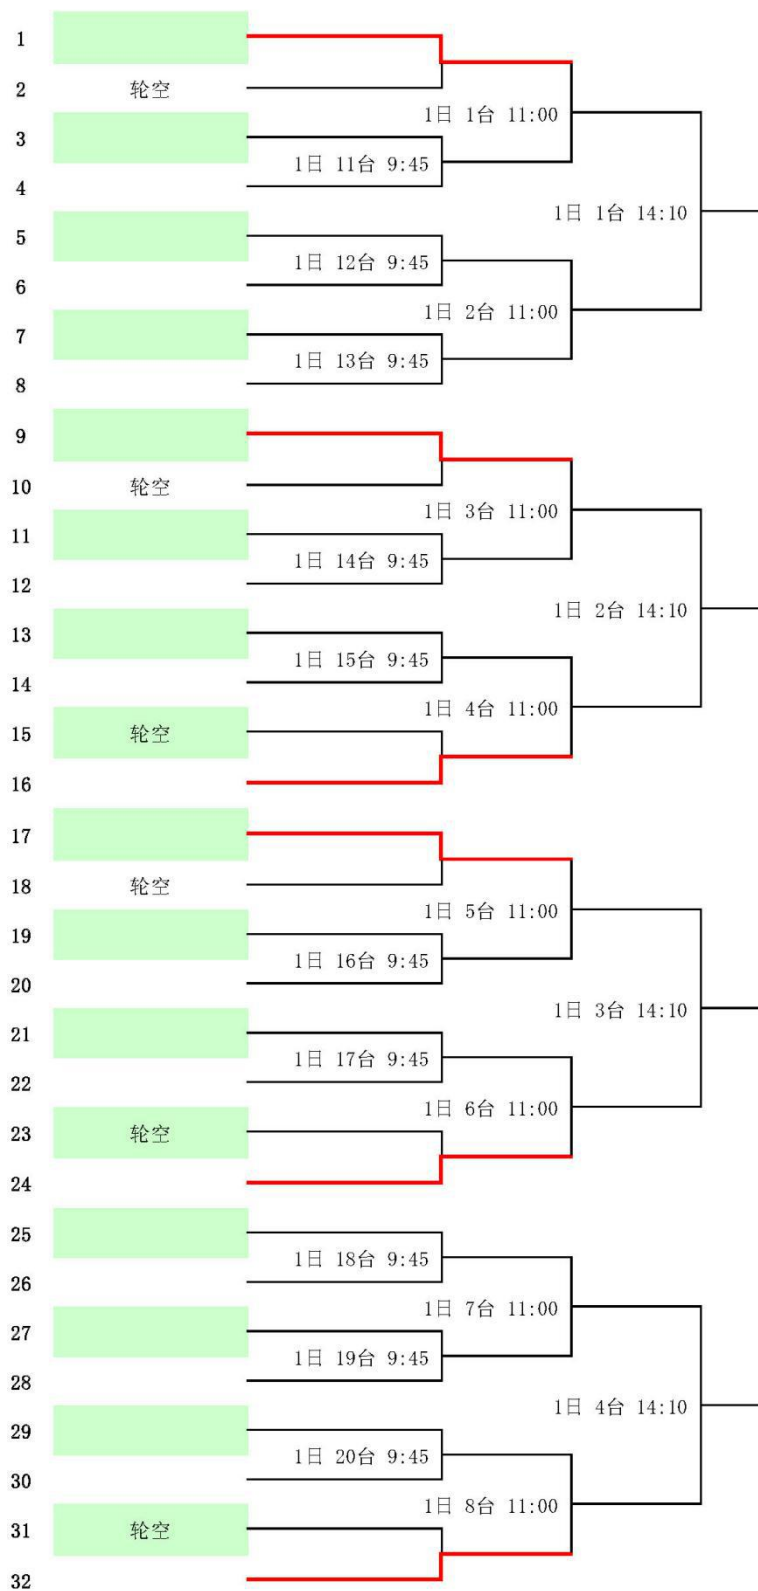 1
2 轮空
1日 1台 11:00
3
1日 11台 9:45
4
1日 1台 14:10
5
1日 12台 9:45
6
1日 2台 11:00
7
1日 13台 9:45
8
9
10 轮空
1日 3台 11:00
11
1日 14台 9:45
12
1日 2台 14:10
13
1日 15台 9:45
14
1日 4台 11:00
15 轮空
16
17
18 轮空
1日 5台 11:00
19
1日 16台 9:45
20
1日 3台 14:10
21
1日 17台 9:45
22
1日 6台 11:00
23 轮空
24
25
1日 18台 9:45
26
1日 7台 11:00
27
1日 19台 9:45
28
1日 4台 14:10
29
1日 20台 9:45
30
1日 8台 11:00
31 轮空
32